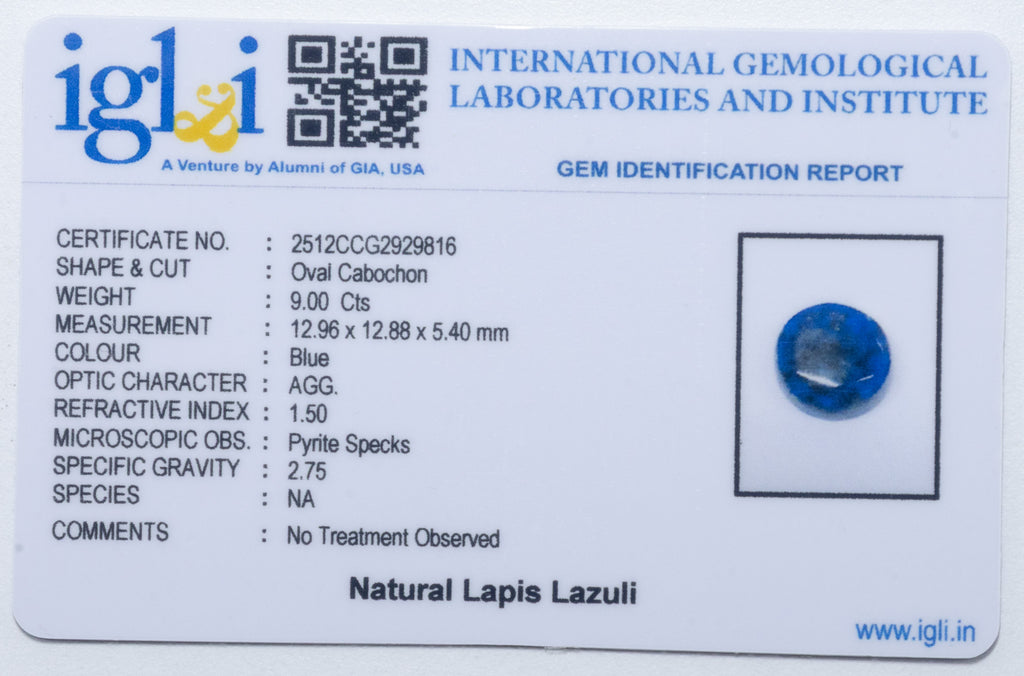 igl&i
INTERNATIONAL GEMOLOGICAL
LABORATORIES AND INSTITUTE
A Venture by Alumni of GIA, USA
GEM IDENTIFICATION REPORT
CERTIFICATE NO. : 2512CCG2929816
SHAPE & CUT : Oval Cabochon
WEIGHT : 9.00 Cts
MEASUREMENT : 12.96 x 12.88 x 5.40 mm
COLOUR : Blue
OPTIC CHARACTER : AGG.
REFRACTIVE INDEX : 1.50
MICROSCOPIC OBS. : Pyrite Specks
SPECIFIC GRAVITY : 2.75
SPECIES : NA
COMMENTS : No Treatment Observed
Natural Lapis Lazuli
www.igli.in